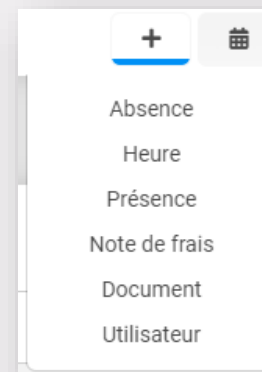 Absence
Heure
Présence
Note de frais
Document
Utilisateur